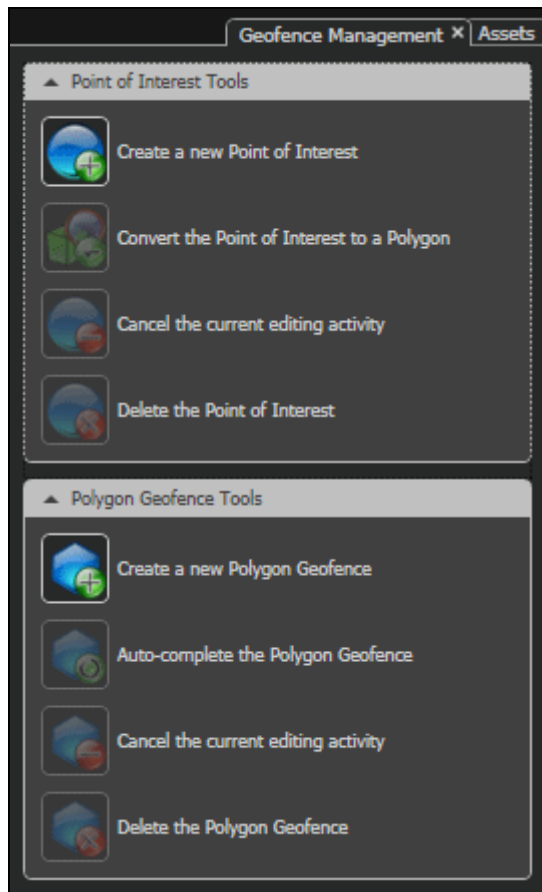 Geofence Management × Assets
Point of Interest Tools
Create a new Point of Interest
Convert the Point of Interest to a Polygon
Cancel the current editing activity
Delete the Point of Interest
Polygon Geofence Tools
Create a new Polygon Geofence
Auto-complete the Polygon Geofence
Cancel the current editing activity
Delete the Polygon Geofence